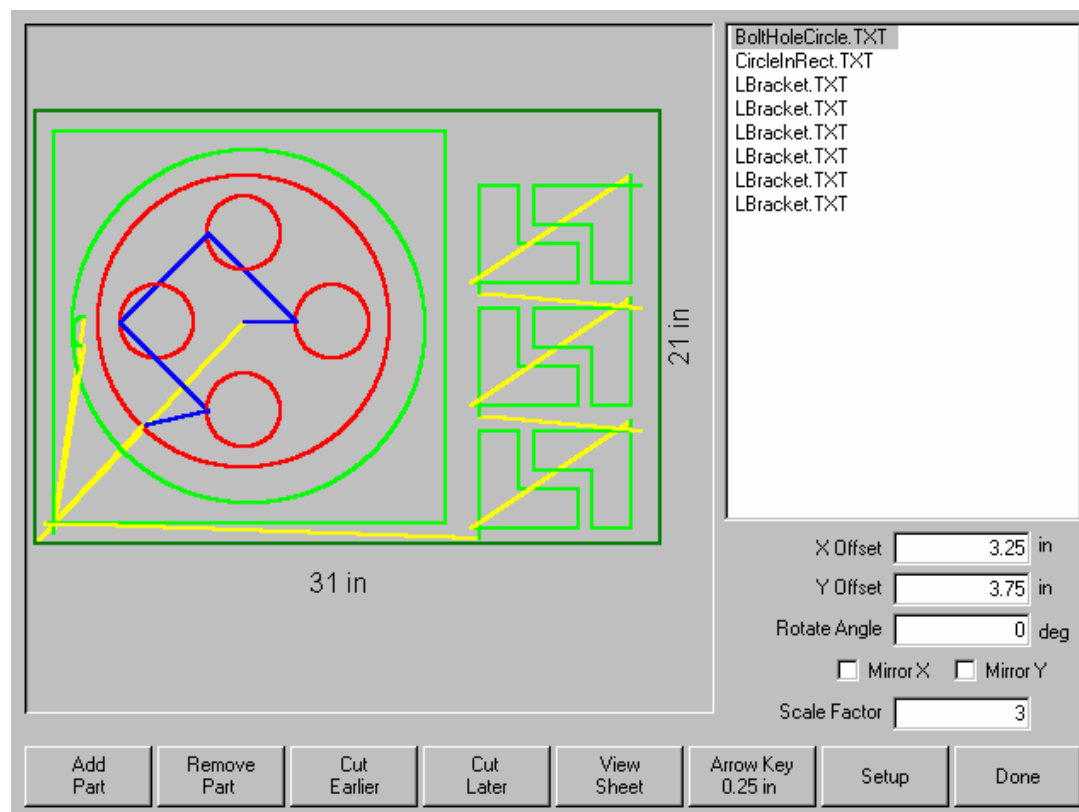 BoltHoleCircle.TXT
CircleInRect.TXT
LBracket.TXT
LBracket.TXT
LBracket.TXT
LBracket.TXT
LBracket.TXT
LBracket.TXT
21 in
31 in
X Offset 3.25 in
Y Offset 3.75 in
Rotate Angle 0 deg
Mirror X Mirror Y
Scale Factor 3
Add Part
Remove Part
Cut Earlier
Cut Later
View Sheet
Arrow Key 0.25 in
Setup
Done